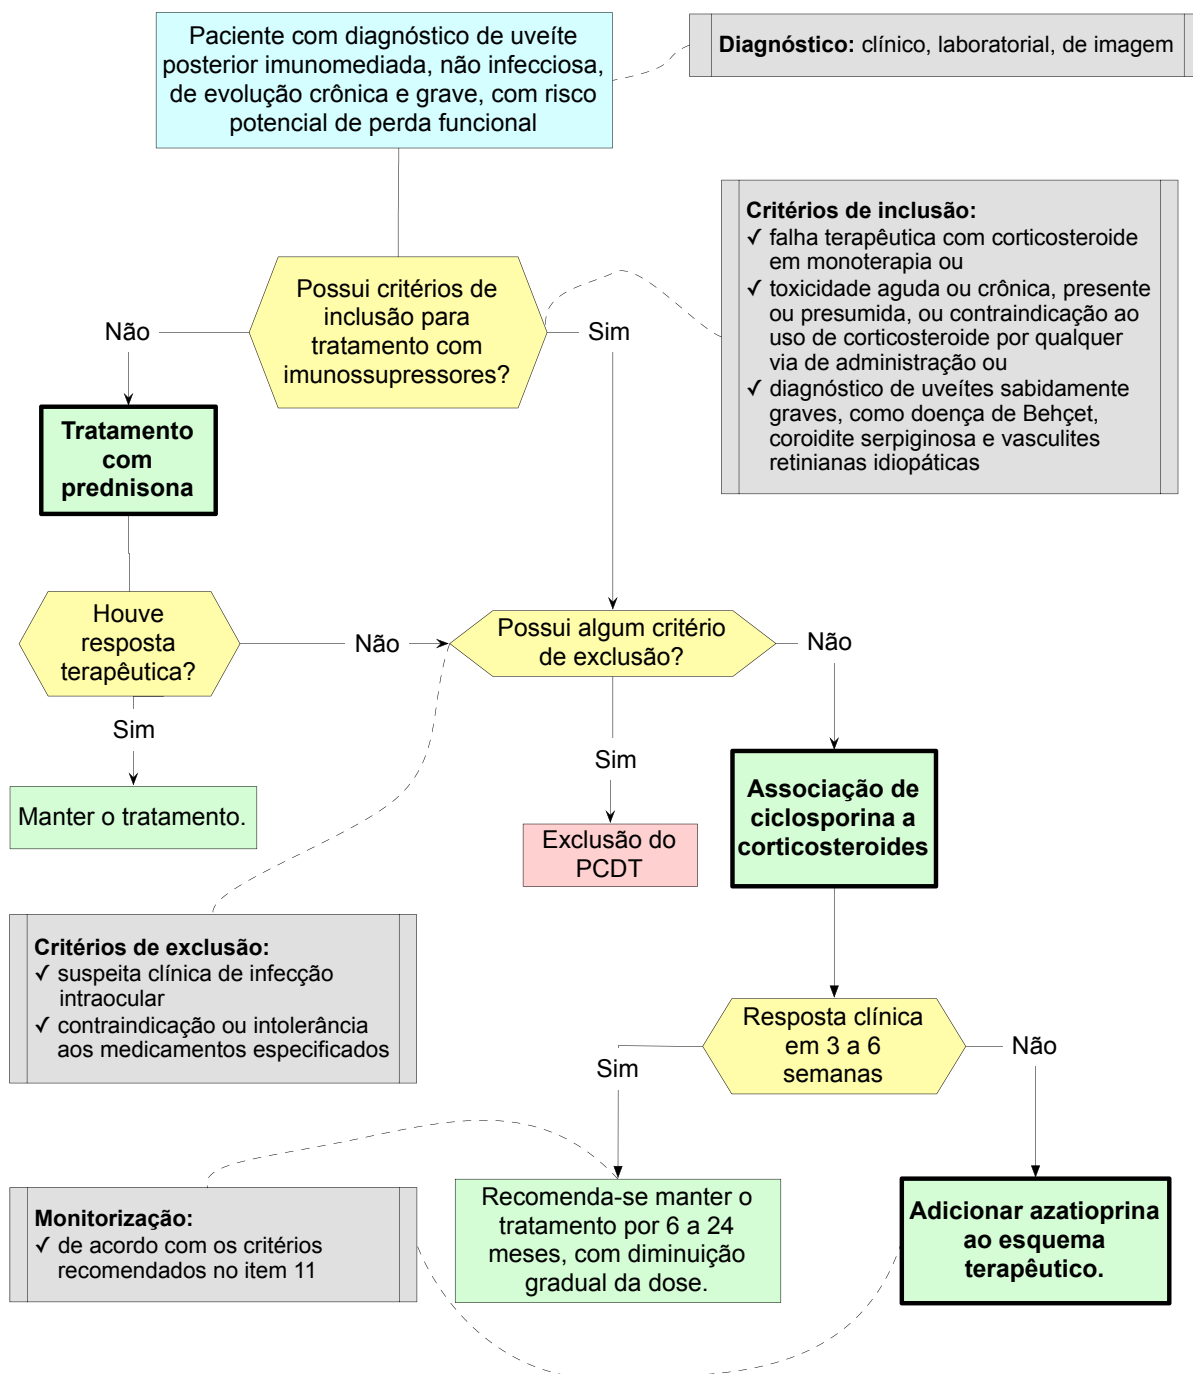 Paciente com diagnóstico de uveíte
posterior imunomediada, não infecciosa,
de evolução crônica e grave, com risco
potencial de perda funcional
Diagnóstico: clínico, laboratorial, de imagem
Critérios de inclusão:
✓ falha terapêutica com corticosteroide
em monoterapia ou
✓ toxicidade aguda ou crônica, presente
ou presumida, ou contraindicação ao
uso de corticosteroide por qualquer
via de administração ou
✓ diagnóstico de uveítes sabidamente
graves, como doença de Behçet,
coroidite serpiginosa e vasculites
retinianas idiopáticas
Possui critérios de
inclusão para
tratamento com
imunossupressores?
Não
Sim
Tratamento
com
prednisona
Houve
resposta
terapêutica?
Não
Possui algum critério
de exclusão?
Não
Sim
Sim
Manter o tratamento.
Exclusão do
PCDT
Associação de
ciclosporina a
corticosteroides
Critérios de exclusão:
✓ suspeita clínica de infecção
intraocular
✓ contraindicação ou intolerância
aos medicamentos especificados
Resposta clínica
em 3 a 6
semanas
Sim
Não
Monitorização:
✓ de acordo com os critérios
recomendados no item 11
Recomenda-se manter o
tratamento por 6 a 24
meses, com diminuição
gradual da dose.
Adicionar azatioprina
ao esquema
terapêutico.